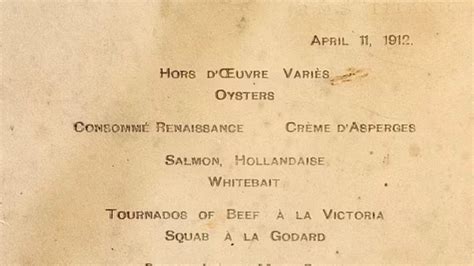 April 11, 1912.
Hors d'Œuvre Variès
Oysters
Consommé Renaissance Crème d'Asperges
Salmon, Hollandaise
Whitebait
Tournados of Beef à la Victoria
Squab à la Godard